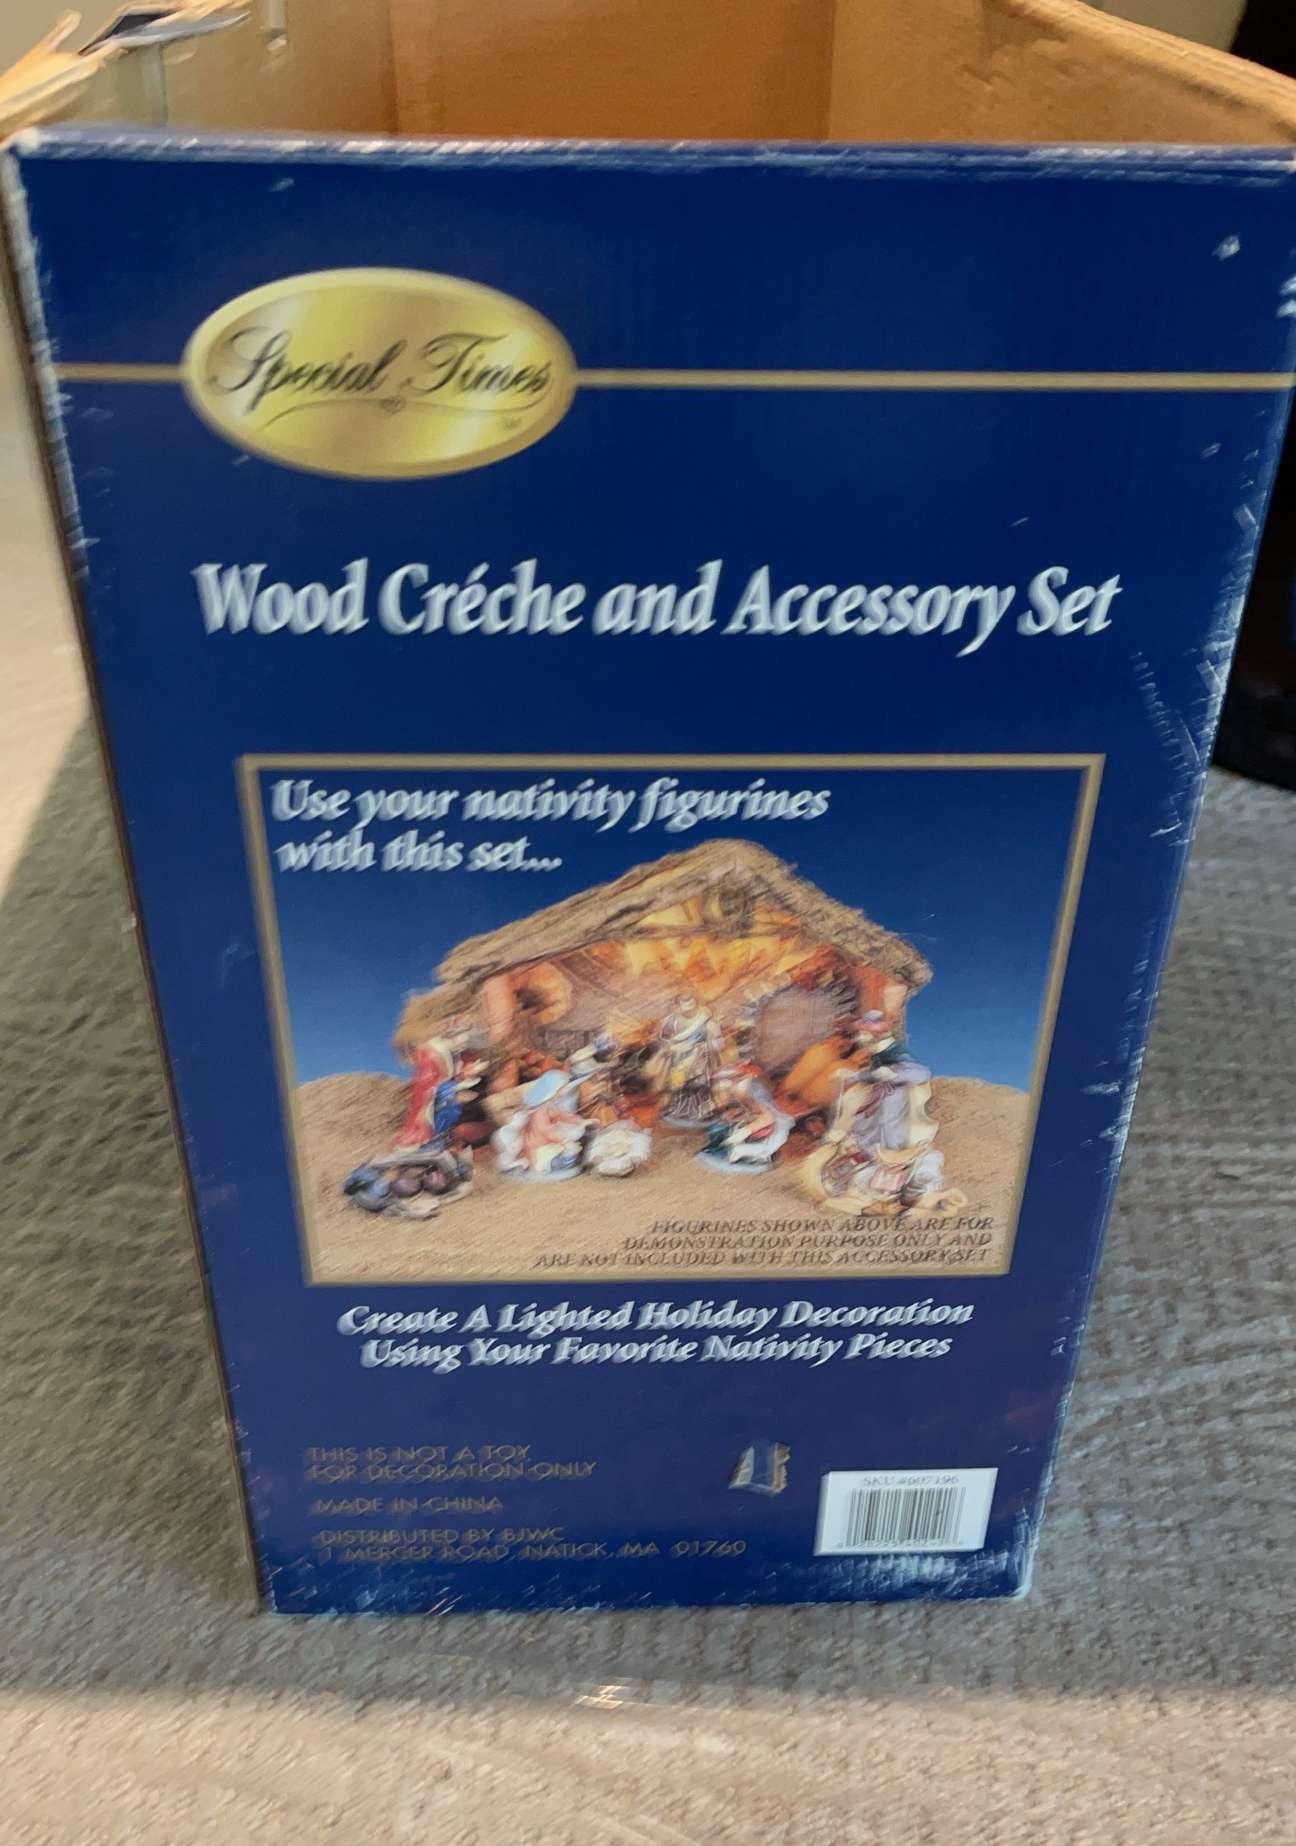 Special Times
Wood Créche and Accessory Set
Use your nativity figurines
with this set...
FIGURINES SHOWN ABOVE ARE FOR
DEMONSTRATION PURPOSE ONLY AND
ARE NOT INCLUDED WITH THIS ACCESSORY SET
Create A Lighted Holiday Decoration
Using Your Favorite Nativity Pieces
THIS IS NOT A TOY
FOR DECORATION ONLY
MADE IN CHINA
DISTRIBUTED BY BJWC
1 MERCER ROAD, NATICK, MA 01760
SKU #607196